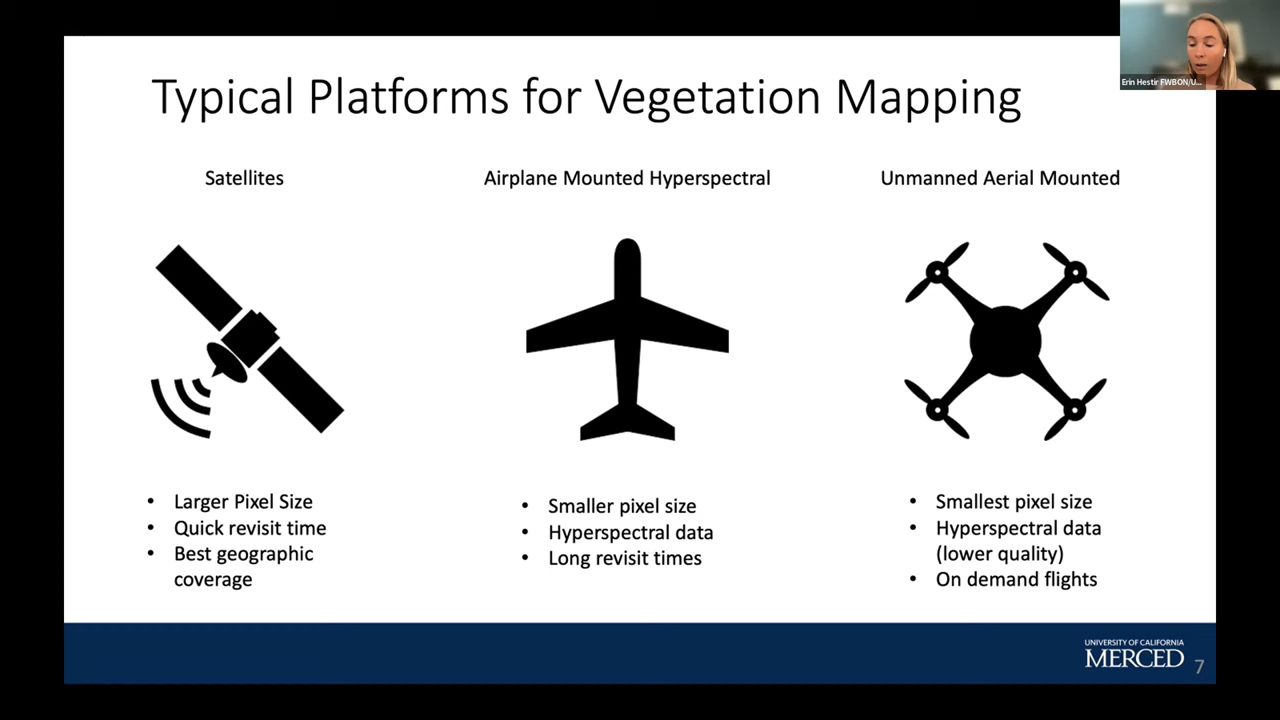 Typical Platforms for Vegetation Mapping
Satellites
Airplane Mounted Hyperspectral
Unmanned Aerial Mounted
• Larger Pixel Size
• Quick revisit time
• Best geographic
coverage
• Smaller pixel size
• Hyperspectral data
• Long revisit times
• Smallest pixel size
• Hyperspectral data
(lower quality)
• On demand flights
UNIVERSITY OF CALIFORNIA
MERCED
7
Erin Hestir FWBON/U...